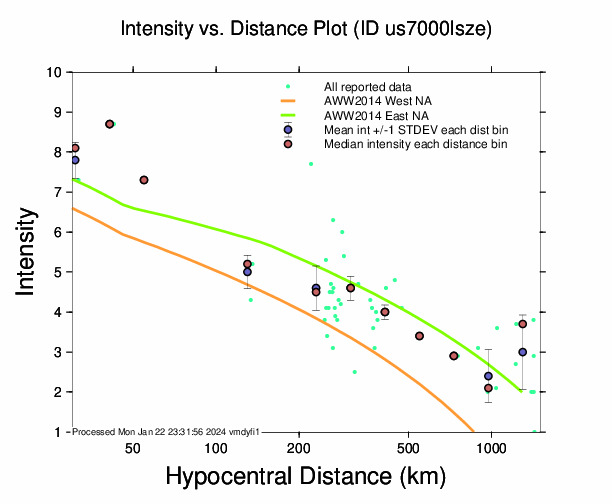 Intensity vs. Distance Plot (ID us7000lsze)
10
9
8
7
6
5
4
3
2
1
Intensity
All reported data
AWW2014 West NA
AWW2014 East NA
Mean int +/-1 STDEV each dist bin
Median intensity each distance bin
Processed Mon Jan 22 23:31:56 2024 vmdyfi1
50 100 200 500 1000
Hypocentral Distance (km)